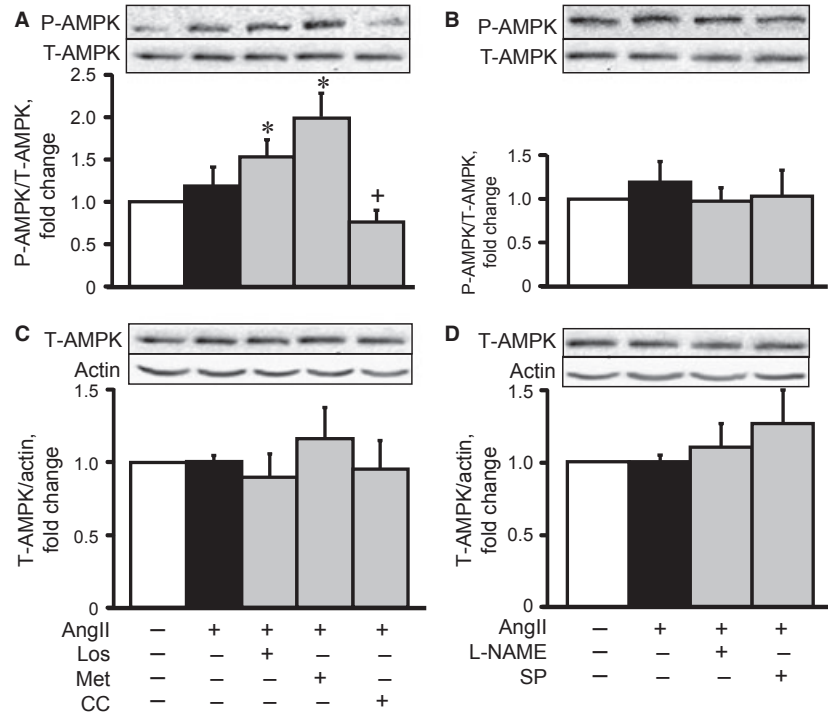 A
P-AMPK
T-AMPK
2.5
2.0
1.5
1.0
0.5
0
P-AMPK/T-AMPK,
fold change
*
*
+
B
P-AMPK
T-AMPK
1.5
1.0
0.5
0
P-AMPK/T-AMPK,
fold change
C
T-AMPK
Actin
1.5
1.0
0.5
0
T-AMPK/actin,
fold change
AngII – + + + +
Los – – + – –
Met – – – + –
CC – – – – +
D
T-AMPK
Actin
1.5
1.0
0.5
0
T-AMPK/actin,
fold change
AngII – + + +
L-NAME – – + –
SP – – – +